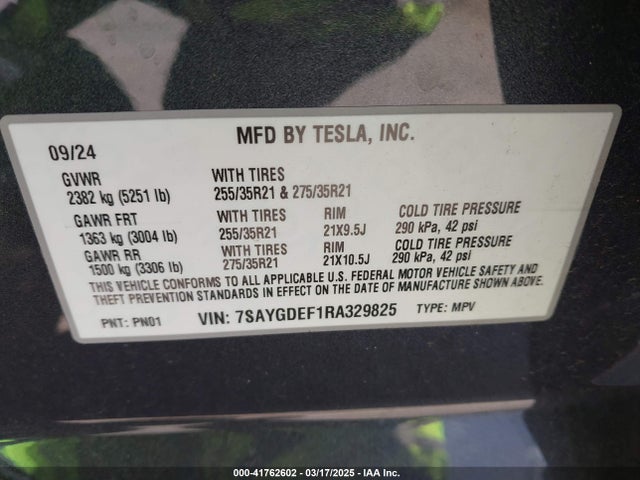 MFD BY TESLA, INC.
09/24
GVWR WITH TIRES
2382 kg (5251 lb) 255/35R21 & 275/35R21
GAWR FRT WITH TIRES RIM COLD TIRE PRESSURE
1363 kg (3004 lb) 255/35R21 21X9.5J 290 kPa, 42 psi
GAWR RR WITH TIRES RIM COLD TIRE PRESSURE
1500 kg (3306 lb) 275/35R21 21X10.5J 290 kPa, 42 psi
THIS VEHICLE CONFORMS TO ALL APPLICABLE U.S. FEDERAL MOTOR VEHICLE SAFETY AND
THEFT PREVENTION STANDARDS IN EFFECT ON THE DATE OF MANUFACTURE SHOWN ABOVE.
PNT: PN01 VIN: 7SAYGDEF1RA329825 TYPE: MPV
000-41762602 - 03/17/2025 - IAA Inc.